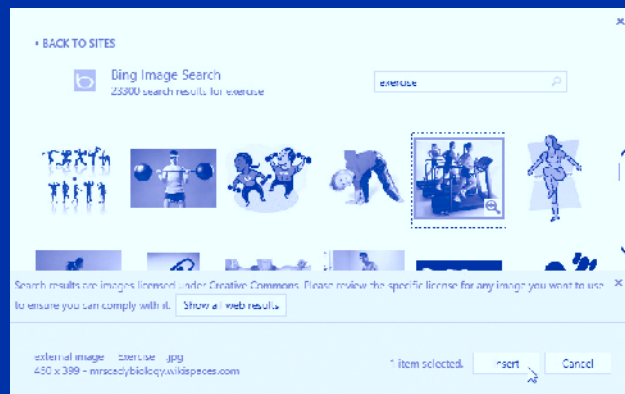 • BACK TO SITES
Bing Image Search
23300 search results for exercise
exercise
Search results are images licensed under Creative Commons. Please review the specific license for any image you want to use
to ensure you can comply with it. Show all web results
external image Exercise .jpg
450 x 399 - mrscadybiology.wikispaces.com
1 item selected. Insert Cancel